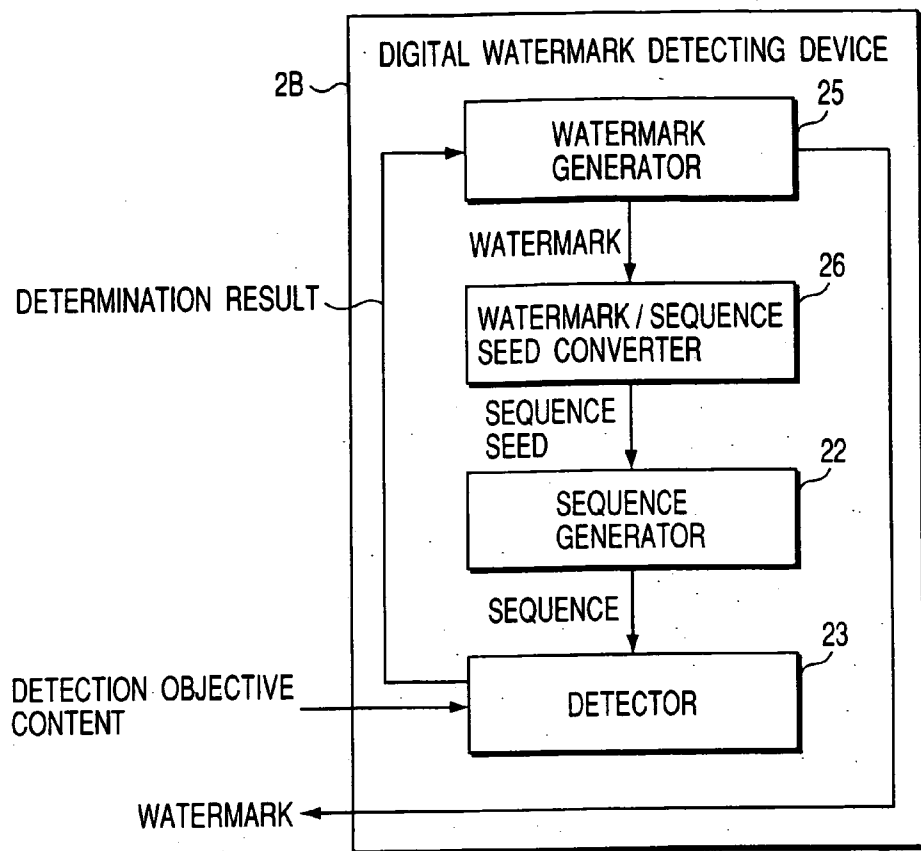 DIGITAL WATERMARK DETECTING DEVICE
2B
25
WATERMARK
GENERATOR
WATERMARK
26
DETERMINATION RESULT
WATERMARK / SEQUENCE
SEED CONVERTER
SEQUENCE
SEED
22
SEQUENCE
GENERATOR
SEQUENCE
23
DETECTION OBJECTIVE
CONTENT
DETECTOR
WATERMARK